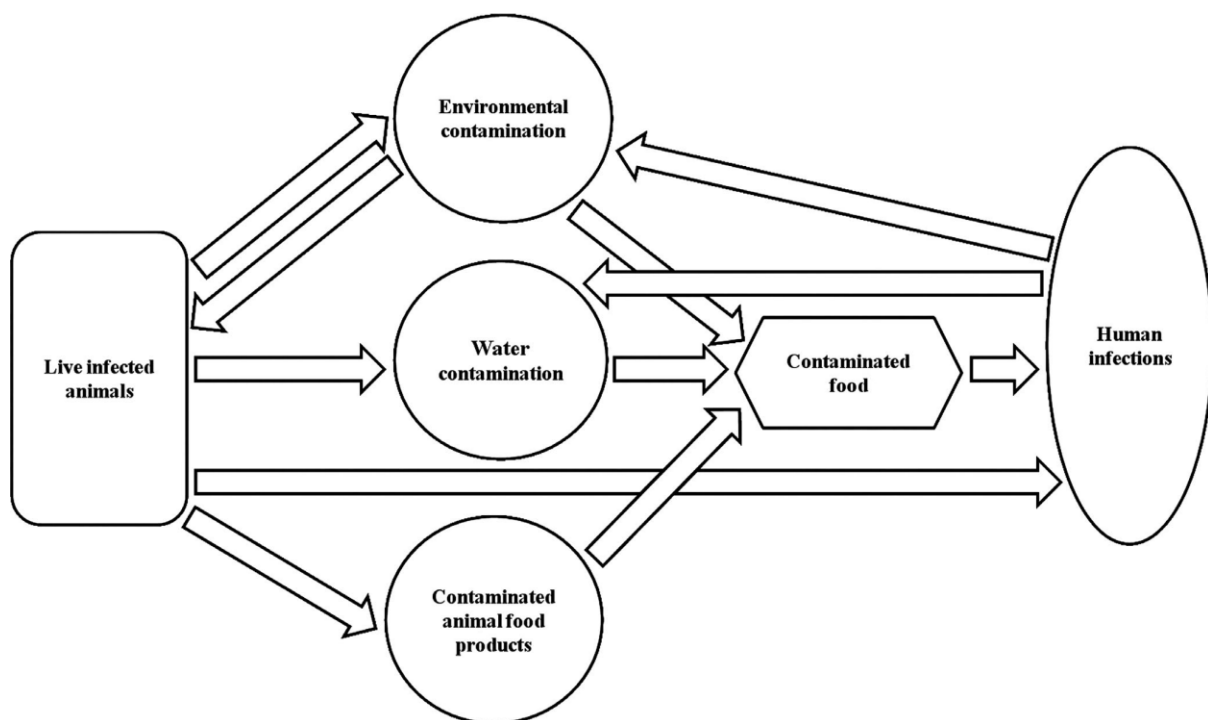 Environmental
contamination
Live infected
animals
Water
contamination
Contaminated
food
Human
infections
Contaminated
animal food
products